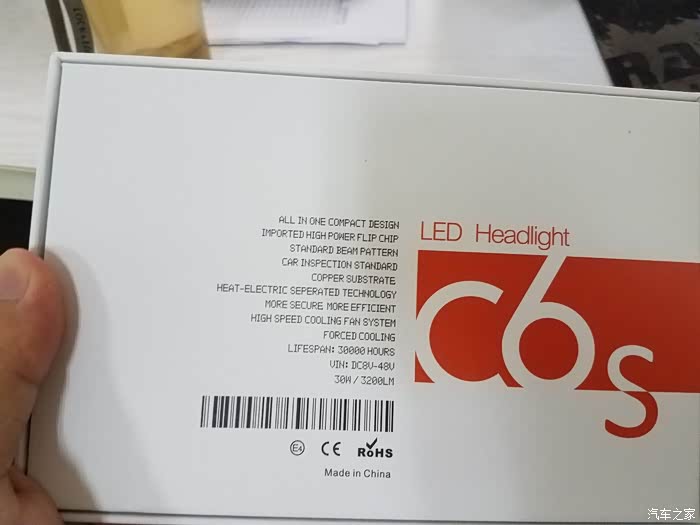 ALL IN ONE COMPACT DESIGN
IMPORTED HIGH POWER FLIP CHIP
STANDARD BEAM PATTERN
CAR INSPECTION STANDARD
COPPER SUBSTRATE
HEAT-ELECTRIC SEPERATED TECHNOLOGY
MORE SECURE MORE EFFICIENT
HIGH SPEED COOLING FAN SYSTEM
FORCED COOLING
LIFESPAN: 30000 HOURS
VIN: DC8V-48V
30W / 3200LM
E4 CE RoHS
Made in China
LED Headlight
C6s
汽车之家